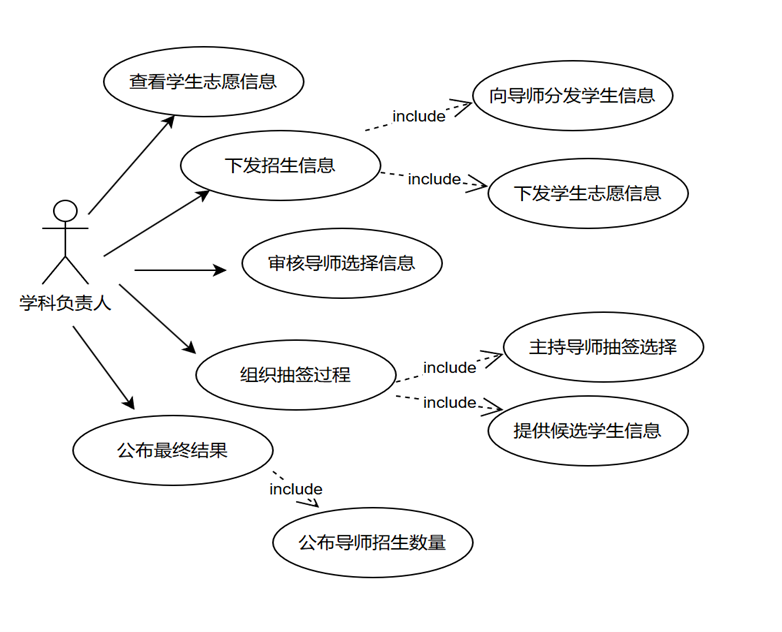 查看学生志愿信息
向导师分发学生信息
include
下发招生信息
include
下发学生志愿信息
审核导师选择信息
学科负责人
主持导师抽签选择
include
组织抽签过程
include
提供候选学生信息
公布最终结果
include
公布导师招生数量